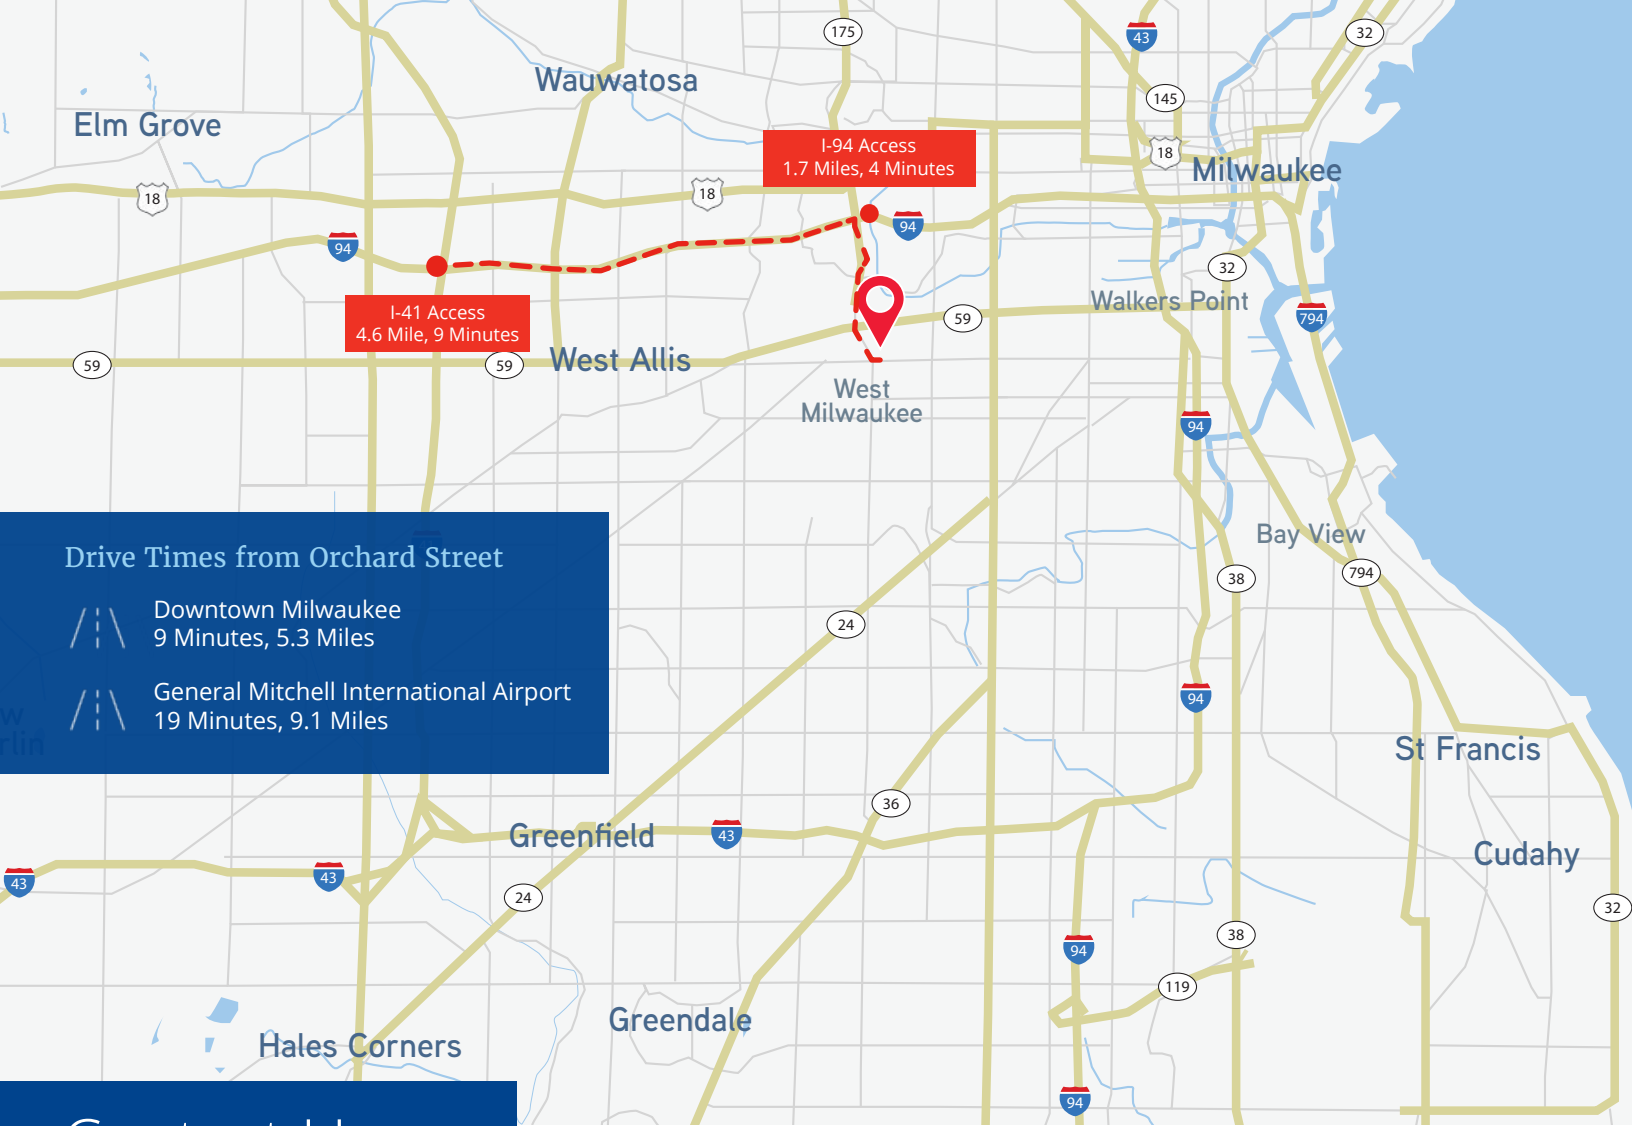 175
43
32
Wauwatosa
145
Elm Grove
I-94 Access
1.7 Miles, 4 Minutes
18
Milwaukee
18
18
94
94
32
I-41 Access
4.6 Mile, 9 Minutes
Walkers Point
59
794
59
59
West Allis
West
Milwaukee
94
Drive Times from Orchard Street
Bay View
Downtown Milwaukee
9 Minutes, 5.3 Miles
38
794
24
General Mitchell International Airport
19 Minutes, 9.1 Miles
94
w
rlin
St Francis
36
Greenfield
43
Cudahy
43
43
24
32
38
94
119
Greendale
Hales Corners
94